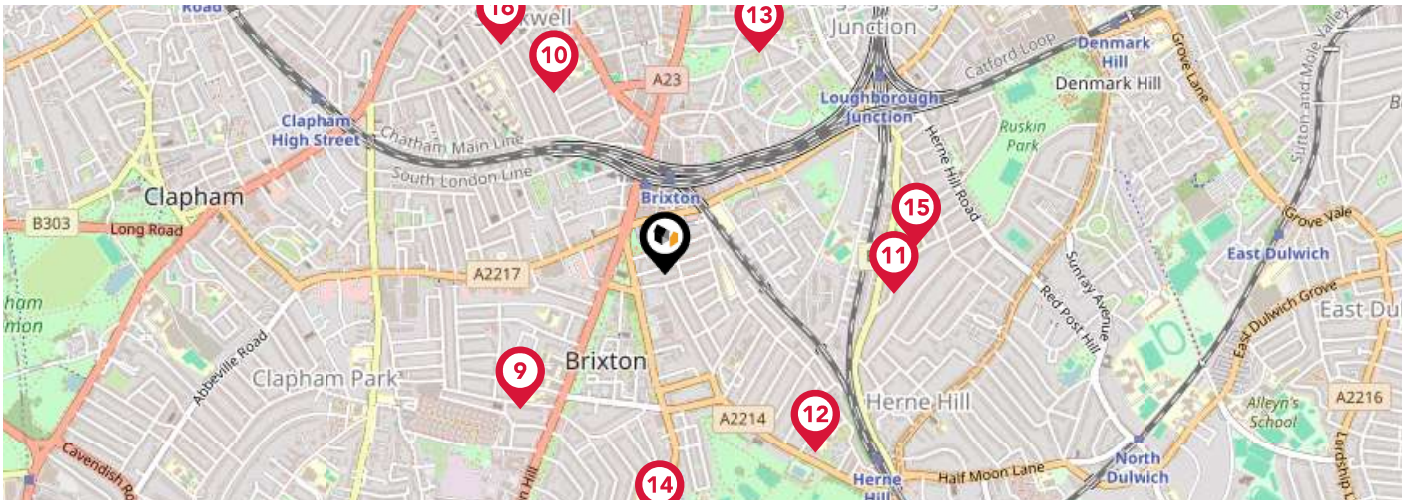 Road
16
13
Junction
10
Denmark
Hill
Denmark Hill
Catford Loop
Grove Lane
Sutton and Mole Valley
A23
Loughborough
Junction
Clapham
High Street
Chatham Main Line
South London Line
Ruskin
Park
Herne Hill Road
Brixton
Clapham
B303
Long Road
15
11
A2217
Grove Vale
East Dulwich
Sunray Avenue
Red Post Hill
East Dulwich Grove
Abbeville Road
Brixton
9
Clapham Park
Herne Hill
12
A2214
A2216
Alleyn's
School
Cavendish
14
Half Moon Lane
North
Dulwich
Herne
Hill
Lordship